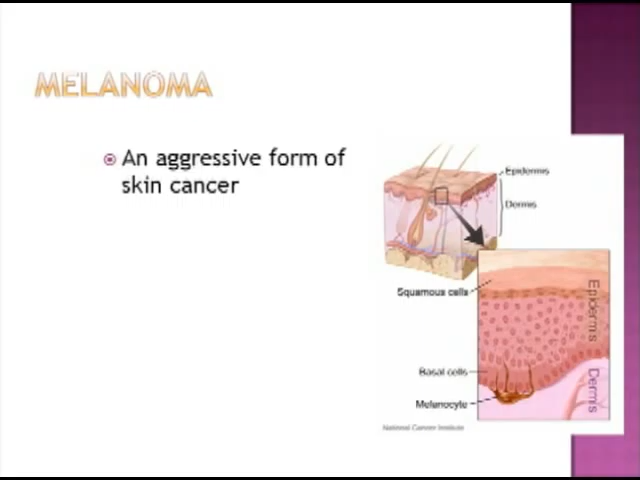 MELANOMA
An aggressive form of
skin cancer
Epidermis
Dermis
Squamous cells
Epidermis
Basal cells
Dermis
Melanocyte
National Cancer Institute